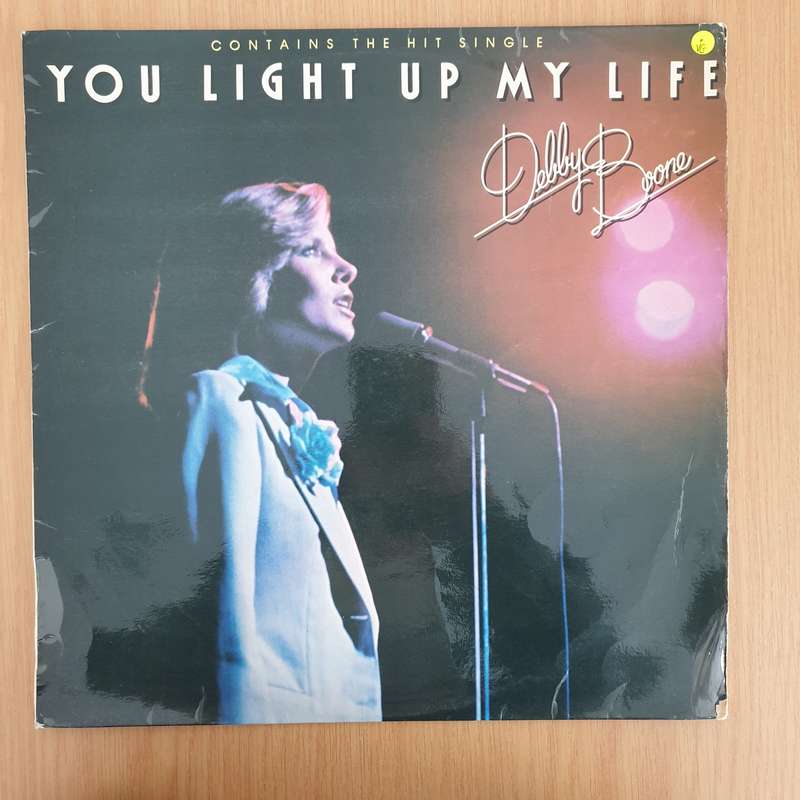 CONTAINS THE HIT SINGLE
YOU LIGHT UP MY LIFE
Debby Boone